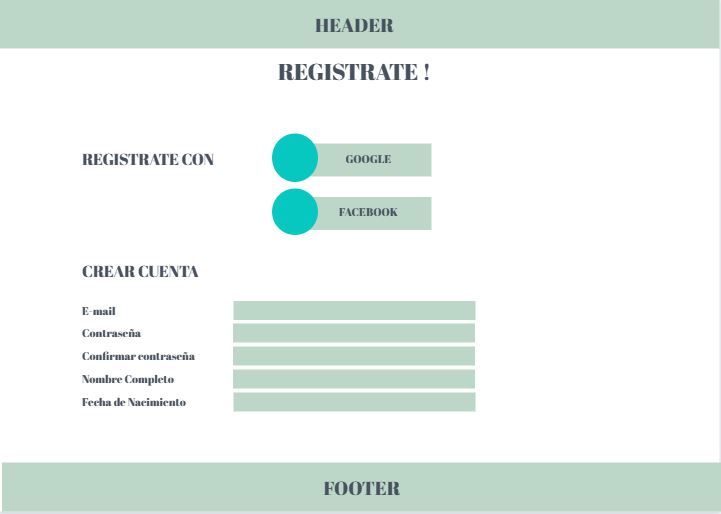 HEADER
REGISTRATE !
REGISTRATE CON
GOOGLE
FACEBOOK
CREAR CUENTA
E-mail
Contraseña
Confirmar contraseña
Nombre Completo
Fecha de Nacimiento
FOOTER